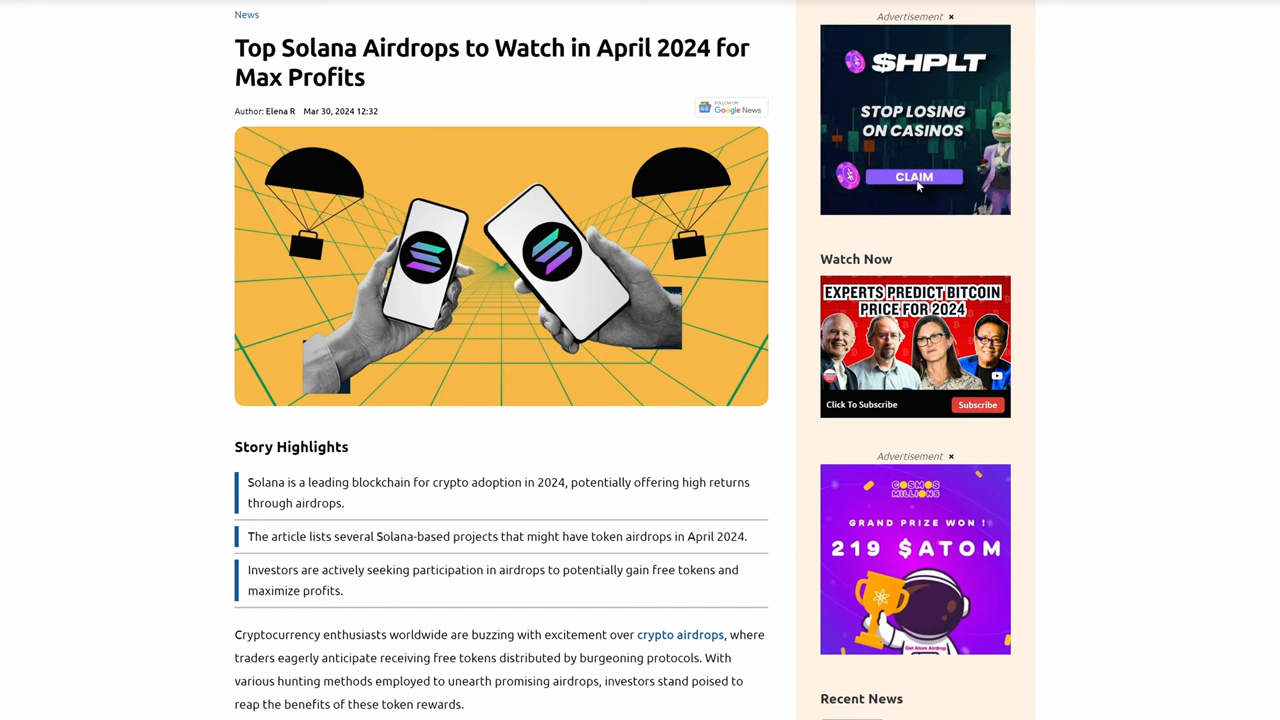 News
Top Solana Airdrops to Watch in April 2024 for
Max Profits
Author: Elena R Mar 30, 2024 12:32
FOLLOW ON
Google News
Story Highlights
Solana is a leading blockchain for crypto adoption in 2024, potentially offering high returns
through airdrops.
The article lists several Solana-based projects that might have token airdrops in April 2024.
Investors are actively seeking participation in airdrops to potentially gain free tokens and
maximize profits.
Cryptocurrency enthusiasts worldwide are buzzing with excitement over crypto airdrops, where
traders eagerly anticipate receiving free tokens distributed by burgeoning protocols. With
various hunting methods employed to unearth promising airdrops, investors stand poised to
reap the benefits of these token rewards.
Advertisement ×
$HPLT
STOP LOSING
ON CASINOS
CLAIM
Watch Now
EXPERTS PREDICT BITCOIN
PRICE FOR 2024
Click To Subscribe
Subscribe
Advertisement ×
COSMOS
MILLIONS
GRAND PRIZE WON !
219 $ATOM
Get Atom Airdrop
Recent News